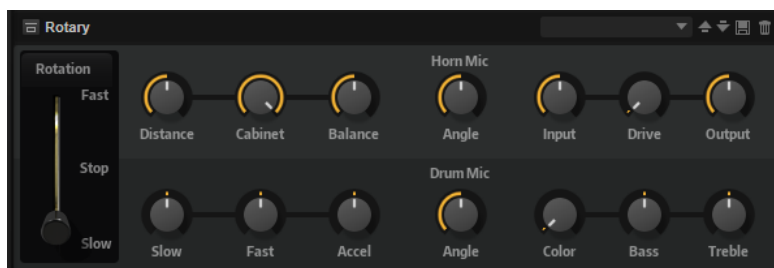 Rotary
Rotation
Fast
Stop
Slow
Horn Mic
Distance Cabinet Balance Angle Input Drive Output
Drum Mic
Slow Fast Accel Angle Color Bass Treble